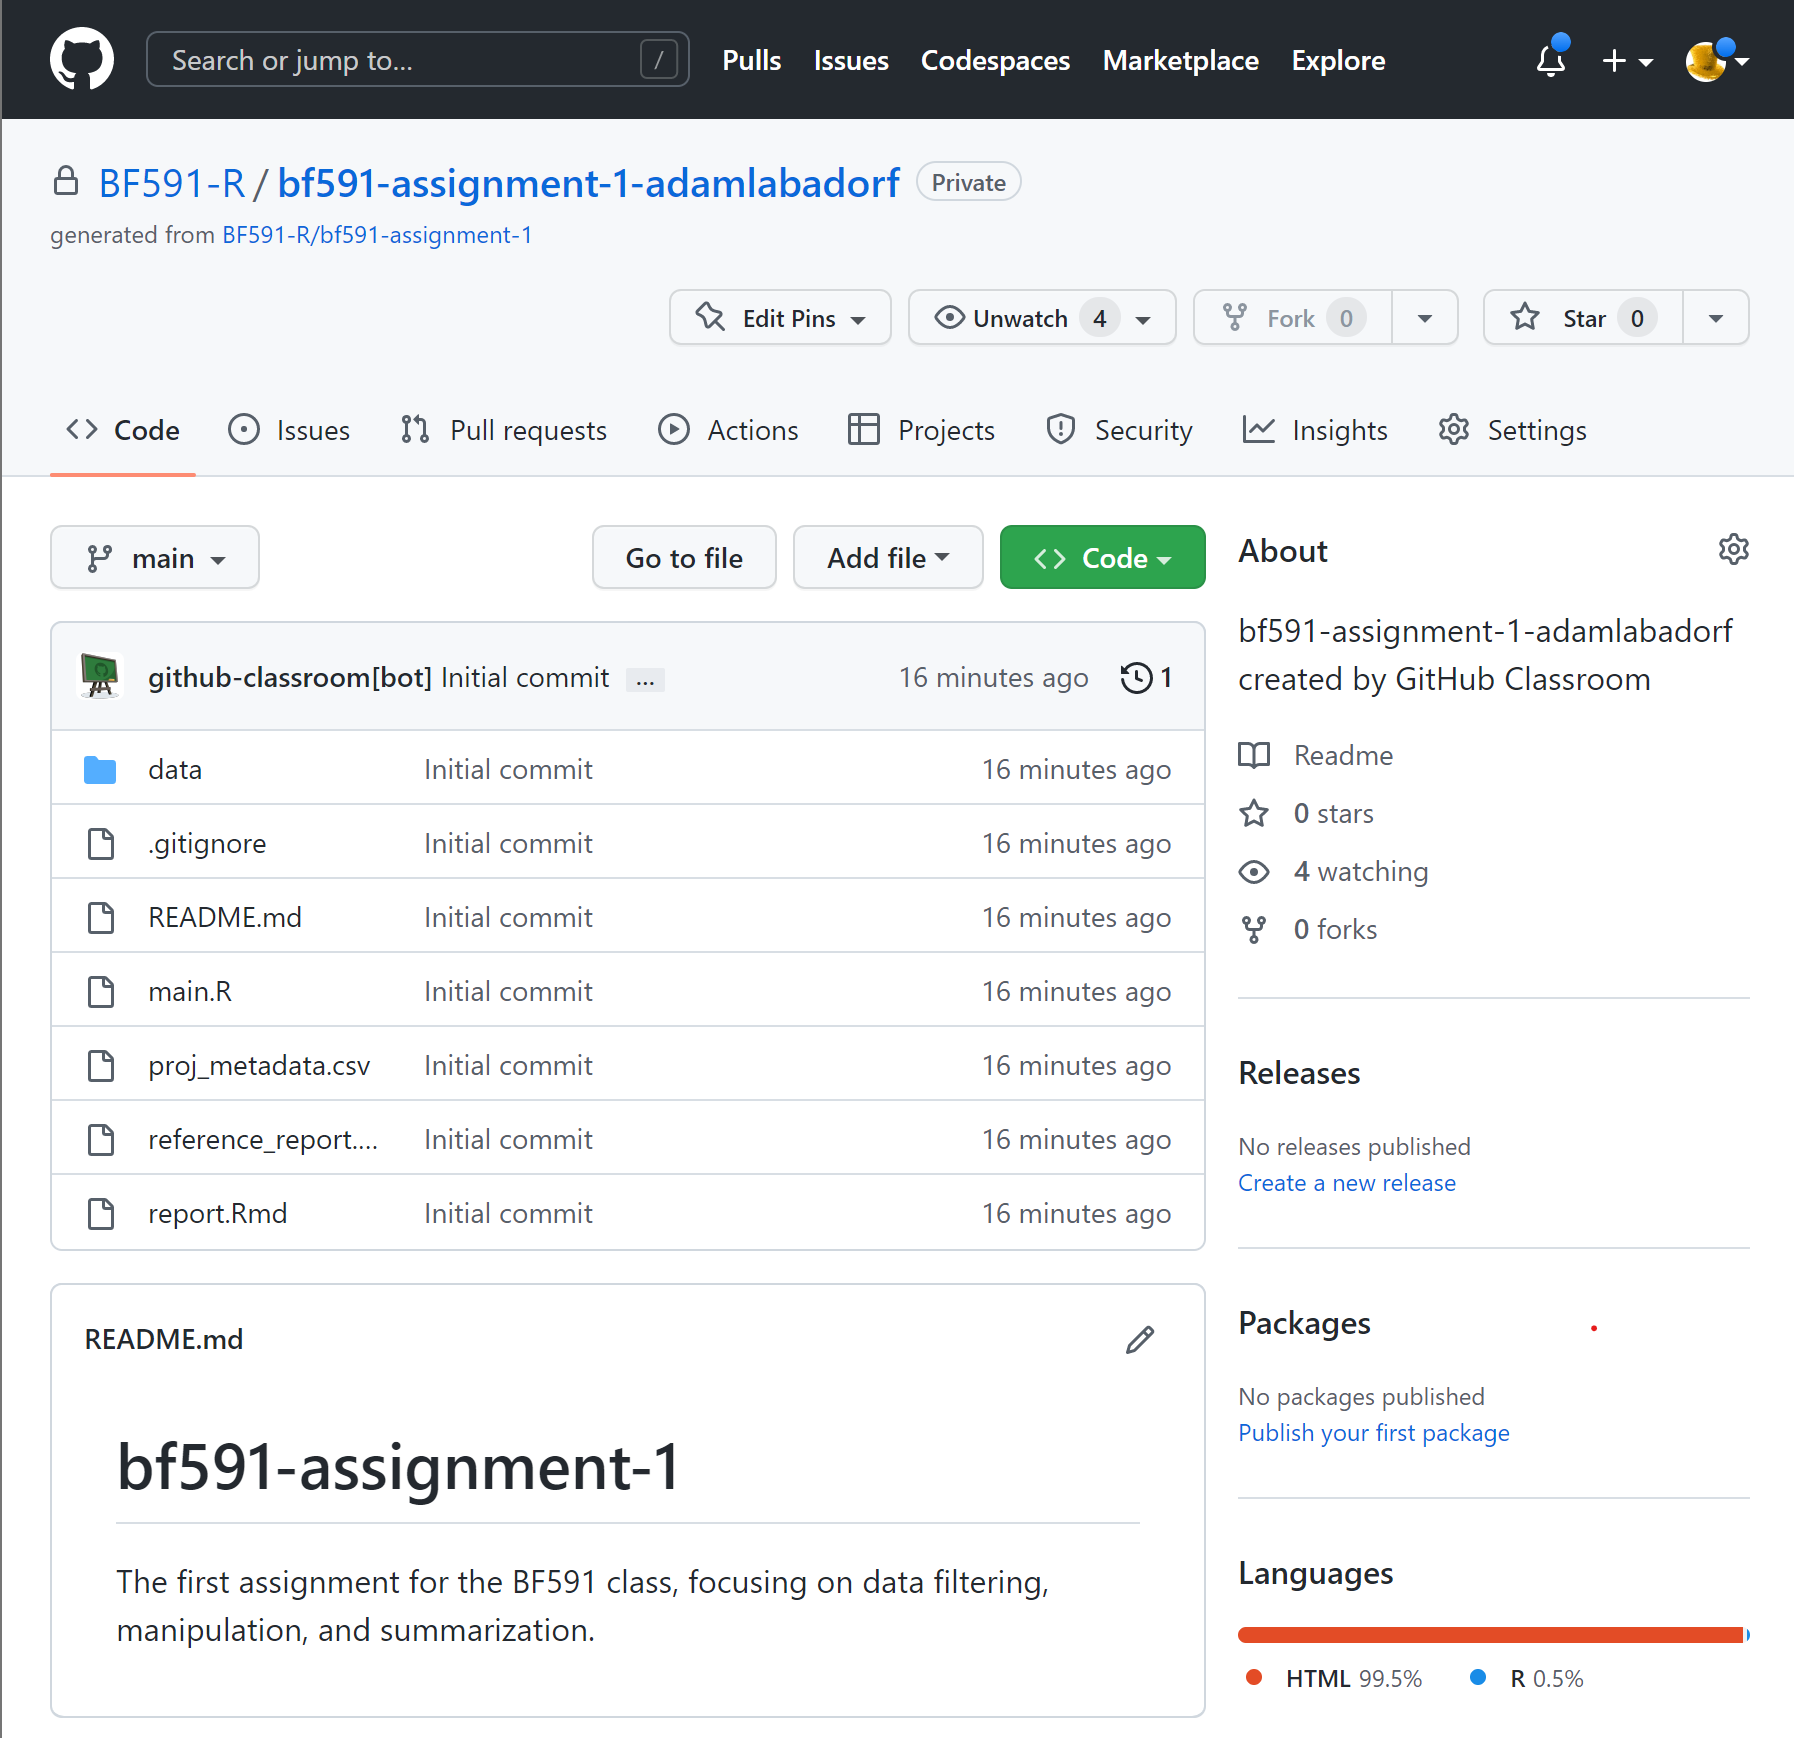 Search or jump to... /
Pulls Issues Codespaces Marketplace Explore
BF591-R / bf591-assignment-1-adamlabadorf Private
generated from BF591-R/bf591-assignment-1
Edit Pins Unwatch 4 Fork 0 Star 0
Code Issues Pull requests Actions Projects Security Insights Settings
main Go to file Add file Code
github-classroom[bot] Initial commit ... 16 minutes ago 1
data Initial commit 16 minutes ago
.gitignore Initial commit 16 minutes ago
README.md Initial commit 16 minutes ago
main.R Initial commit 16 minutes ago
proj_metadata.csv Initial commit 16 minutes ago
reference_report.... Initial commit 16 minutes ago
report.Rmd Initial commit 16 minutes ago
README.md
bf591-assignment-1
The first assignment for the BF591 class, focusing on data filtering,
manipulation, and summarization.
About
bf591-assignment-1-adamlabadorf
created by GitHub Classroom
Readme
0 stars
4 watching
0 forks
Releases
No releases published
Create a new release
Packages
No packages published
Publish your first package
Languages
HTML 99.5% R 0.5%